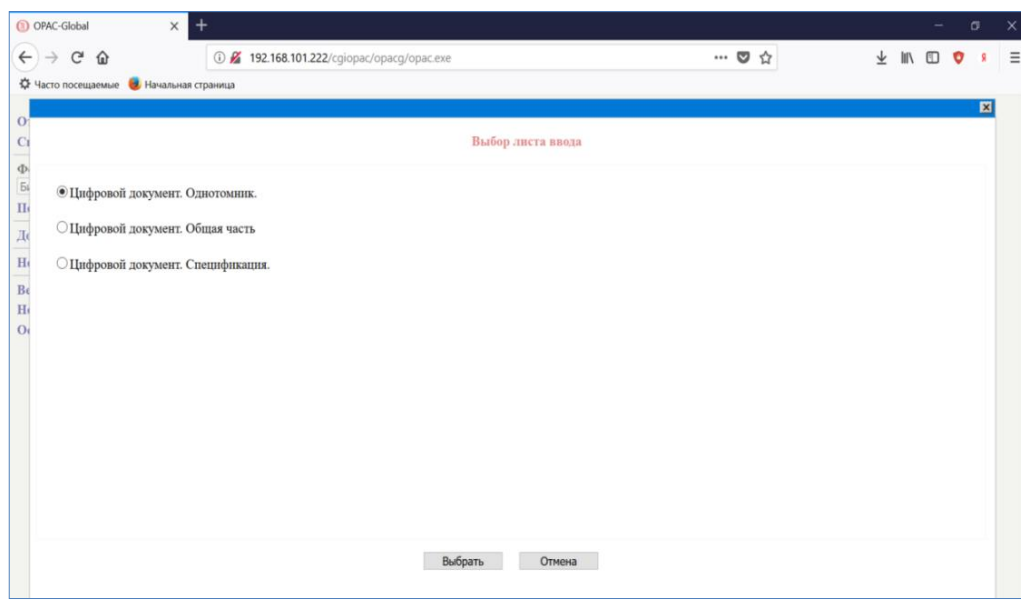 OPAC-Global
192.168.101.222/cgiopac/opacg/opac.exe
Часто посещаемые Начальная страница
Выбор листа ввода
Цифровой документ. Однотомник.
Цифровой документ. Общая часть
Цифровой документ. Спецификация.
Выбрать Отмена